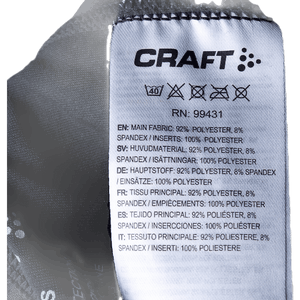 CRAFT
40
RN: 99431
EN: MAIN FABRIC: 92% POLYESTER, 8%
SPANDEX / INSERTS: 100% POLYESTER
SV: HUVUDMATERIAL: 92% POLYESTER, 8%
SPANDEX / ISÄTTNINGAR: 100% POLYESTER
DE: HAUPTSTOFF: 92% POLYESTER, 8% SPANDEX
/ EINSÄTZE: 100% POLYESTER
FR: TISSU PRINCIPAL: 92% POLYESTER, 8%
SPANDEX / EMPIÈCEMENTS: 100% POLYESTER
ES: TEJIDO PRINCIPAL: 92% POLYESTER, 8%
SPANDEX / INSERCCIONES: 100% POLIÉSTER
IT: TESSUTO PRINCIPALE: 92% POLIESTERE, 8%
SPANDEX / INSERTI: 100% POLIESTERE